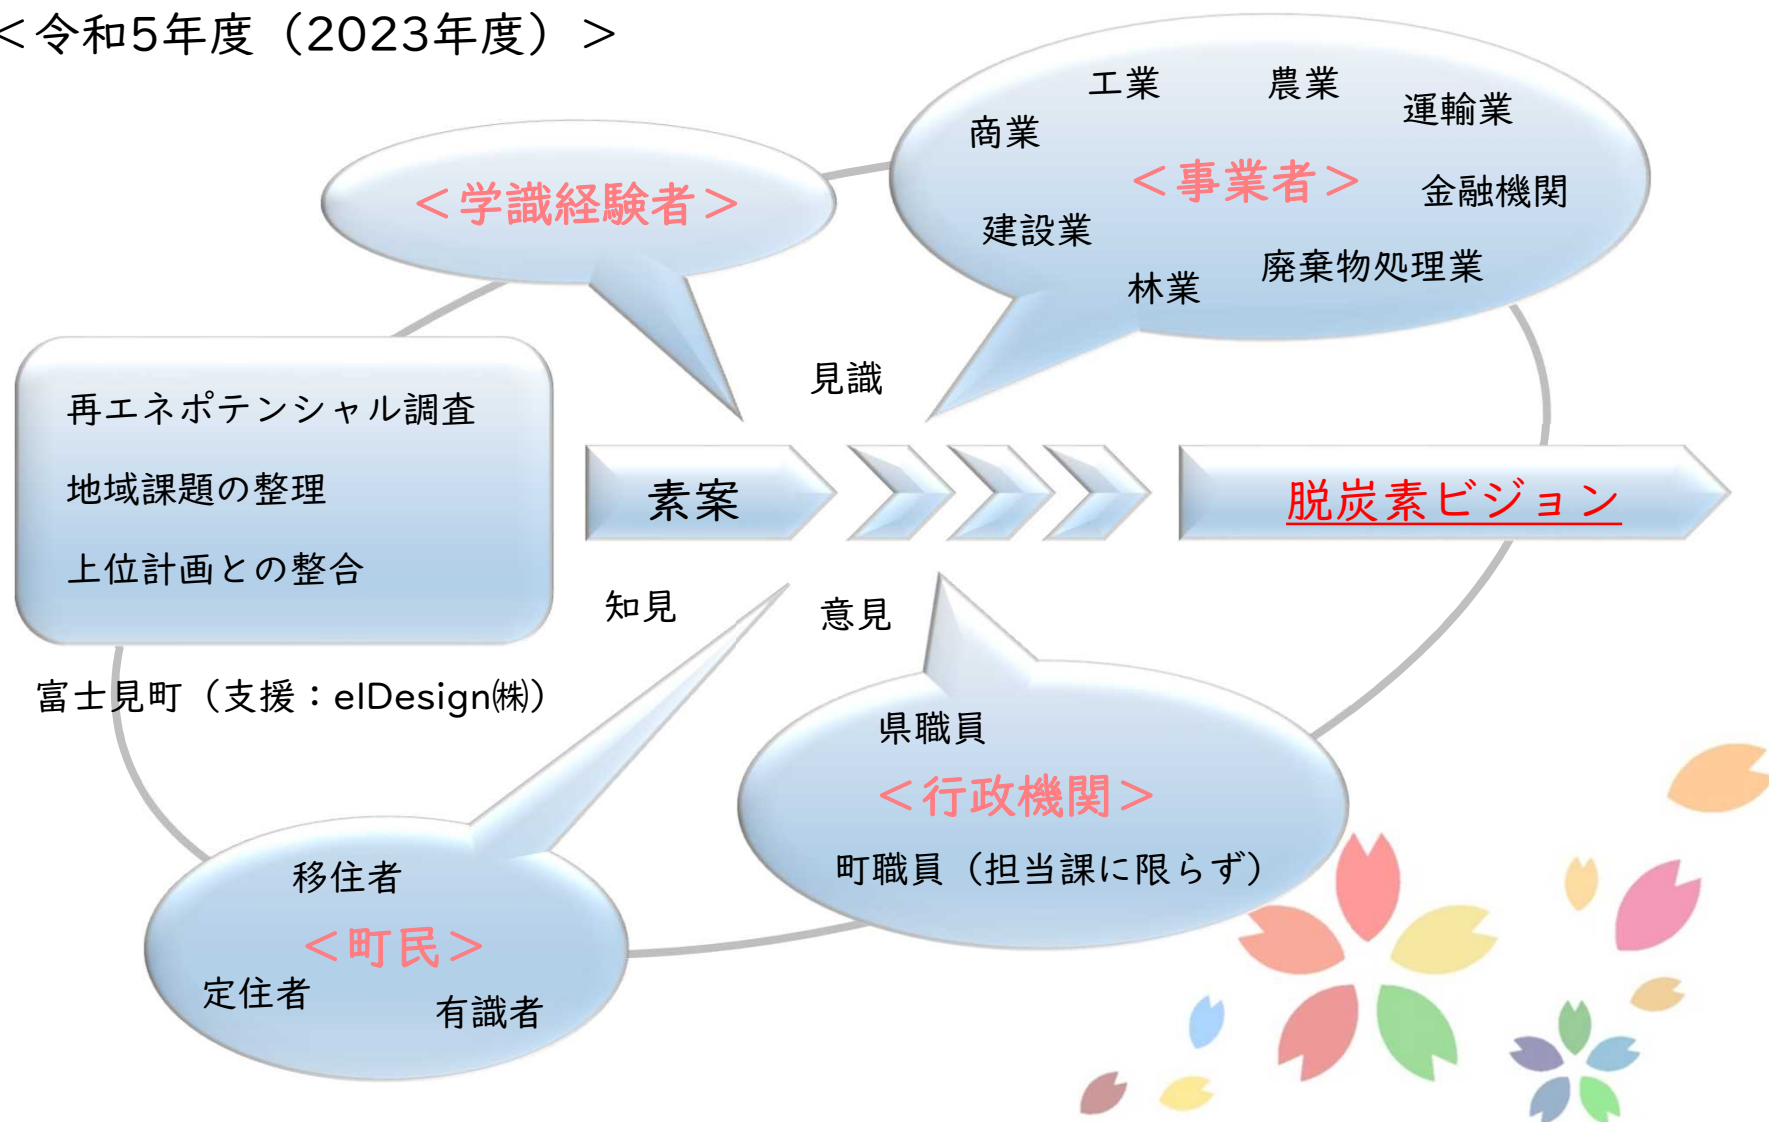 ＜令和5年度（2023年度）＞
工業
農業
運輸業
商業
＜事業者＞
金融機関
建設業
廃棄物処理業
林業
＜学識経験者＞
見識
再エネポテンシャル調査
地域課題の整理
上位計画との整合
素案
脱炭素ビジョン
知見
意見
富士見町（支援：elDesign㈱）
県職員
＜行政機関＞
町職員（担当課に限らず）
移住者
＜町民＞
定住者
有識者